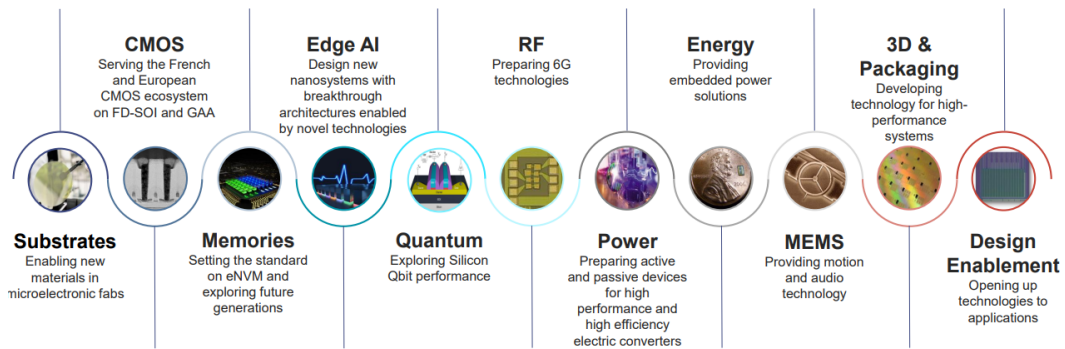 Substrates
Enabling new
materials in
microelectronic fabs
CMOS
Serving the French
and European
CMOS ecosystem
on FD-SOI and GAA
Memories
Setting the standard
on eNVM and
exploring future
generations
Edge AI
Design new
nanosystems with
breakthrough
architectures enabled
by novel technologies
Quantum
Exploring Silicon
Qbit performance
RF
Preparing 6G
technologies
Power
Preparing active
and passive devices
for high
performance and
high efficiency
electric converters
Energy
Providing
embedded power
solutions
MEMS
Providing motion
and audio
technology
3D &
Packaging
Developing
technology for high-
performance
systems
Design
Enablement
Opening up
technologies to
applications